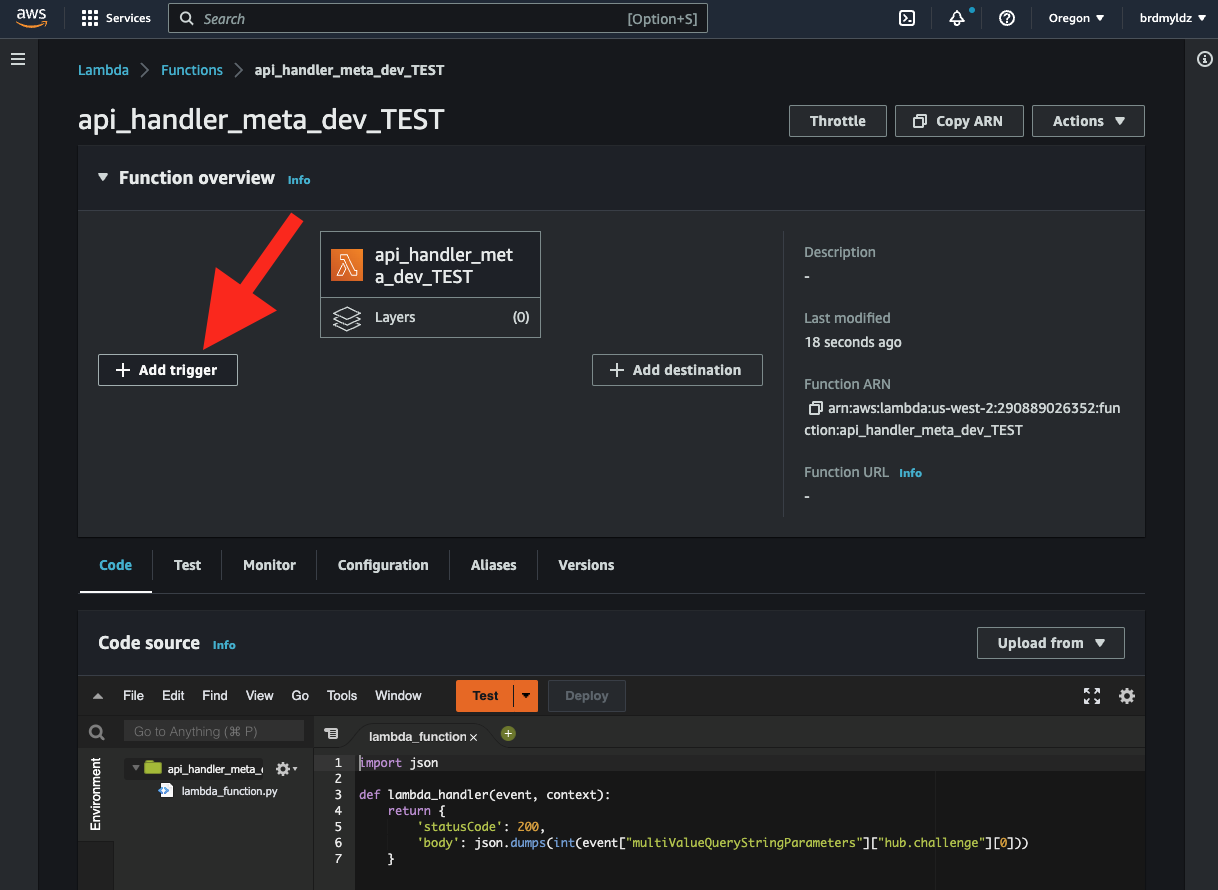 aws
Services
Search
[Option+S]
Oregon
brdmyldz
Lambda
Functions
api_handler_meta_dev_TEST
api_handler_meta_dev_TEST
Throttle
Copy ARN
Actions
Function overview
Info
api_handler_met
a_dev_TEST
Layers
(0)
+ Add trigger
+ Add destination
Description
-
Last modified
18 seconds ago
Function ARN
arn:aws:lambda:us-west-2:290889026352:fun
ction:api_handler_meta_dev_TEST
Function URL
Info
-
Code
Test
Monitor
Configuration
Aliases
Versions
Code source
Info
Upload from
File
Edit
Find
View
Go
Tools
Window
Test
Deploy
Go to Anything (⌘ P)
lambda_function
Environment
api_handler_meta_
lambda_function.py
1 import json
2
3 def lambda_handler(event, context):
4     return {
5         'statusCode': 200,
6         'body': json.dumps(int(event["multiValueQueryStringParameters"]["hub.challenge"][0]))
7     }